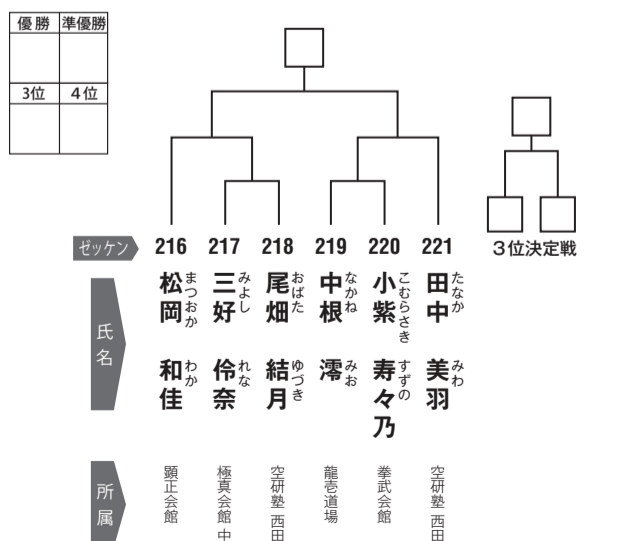 優勝 準優勝
3位 4位
3位決定戦
ゼッケン 216 217 218 219 220 221
氏名
松岡 和佳 まつおか わか
三好 伶奈 みよし れな
尾畑 結月 おばた ゆづき
中根 澪 なかね みお
小紫 寿々乃 こむらさき すずの
田中 美羽 たなか みわ
所属
顕正会館
極真会館 中
空研塾 西田
龍壱道場
拳武会館
空研塾 西田